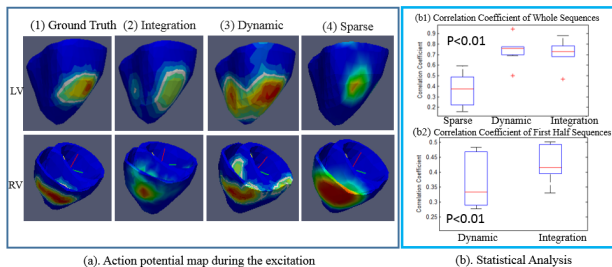 (1) Ground Truth (2) Integration (3) Dynamic (4) Sparse
LV
RV
(a). Action potential map during the excitation
(b1) Correlation Coefficient of Whole Sequences
Correlation Coefficient
0.9
0.8
0.7
0.6
0.5
0.4
0.3
0.2
P<0.01
Sparse Dynamic Integration
(b2) Correlation Coefficient of First Half Sequences
Correlation Coefficient
0.5
0.45
0.4
0.35
0.3
0.25
P<0.01
Dynamic Integration
(b). Statistical Analysis